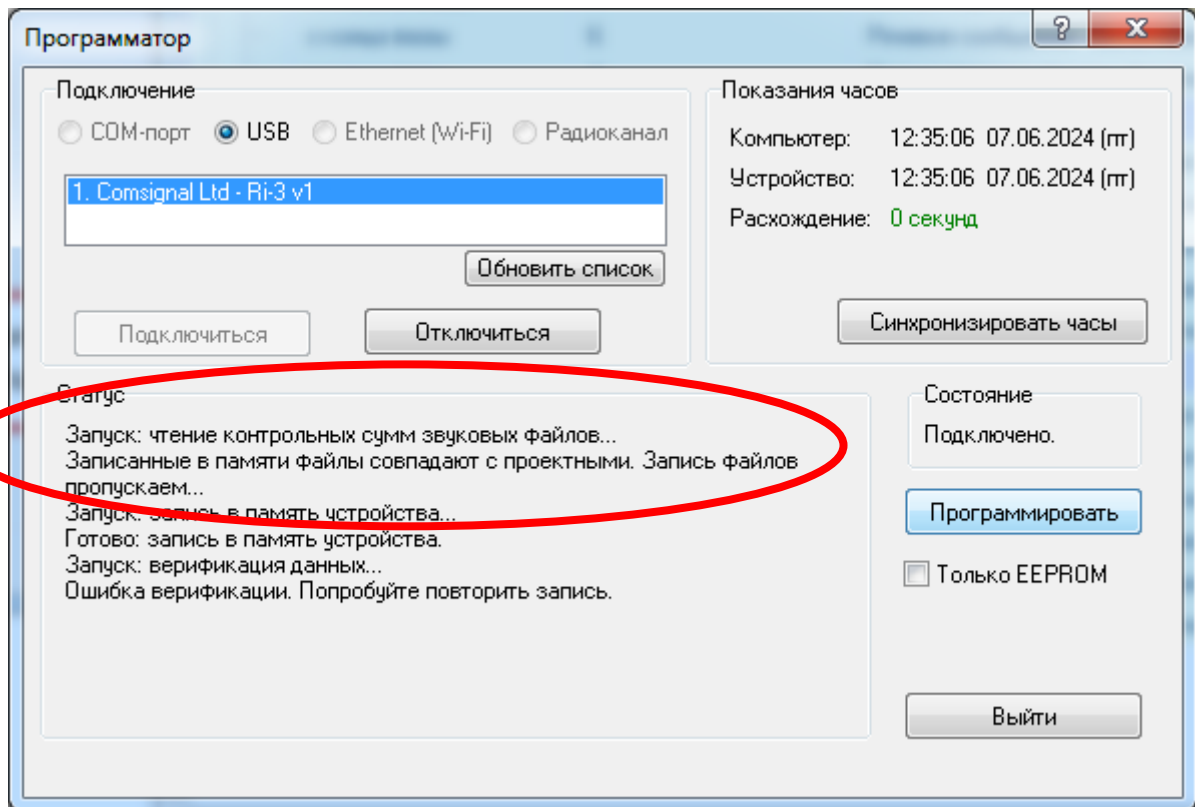 Программатор
Подключение
COM-порт USB Ethernet (Wi-Fi) Радиоканал
1. Comsignal Ltd - Ri-3 v1
Обновить список
Подключиться Отключиться
Показания часов
Компьютер: 12:35:06 07.06.2024 (пт)
Устройство: 12:35:06 07.06.2024 (пт)
Расхождение: 0 секунд
Синхронизировать часы
Статус
Запуск: чтение контрольных сумм звуковых файлов...
Записанные в памяти файлы совпадают с проектными. Запись файлов
пропускаем...
Запуск: запись в память устройства...
Готово: запись в память устройства.
Запуск: верификация данных...
Ошибка верификации. Попробуйте повторить запись.
Состояние
Подключено.
Программировать
Только EEPROM
Выйти